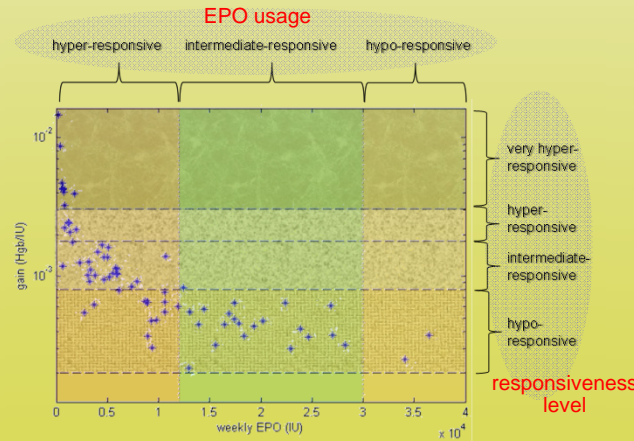 EPO usage
hyper-responsive intermediate-responsive hypo-responsive
10⁻²
10⁻³
gain (Hgb/IU)
very hyper-
responsive
hyper-
responsive
intermediate-
responsive
hypo-
responsive
responsiveness
level
0 0.5 1 1.5 2 2.5 3 3.5 4
weekly EPO (IU)
x 10⁴